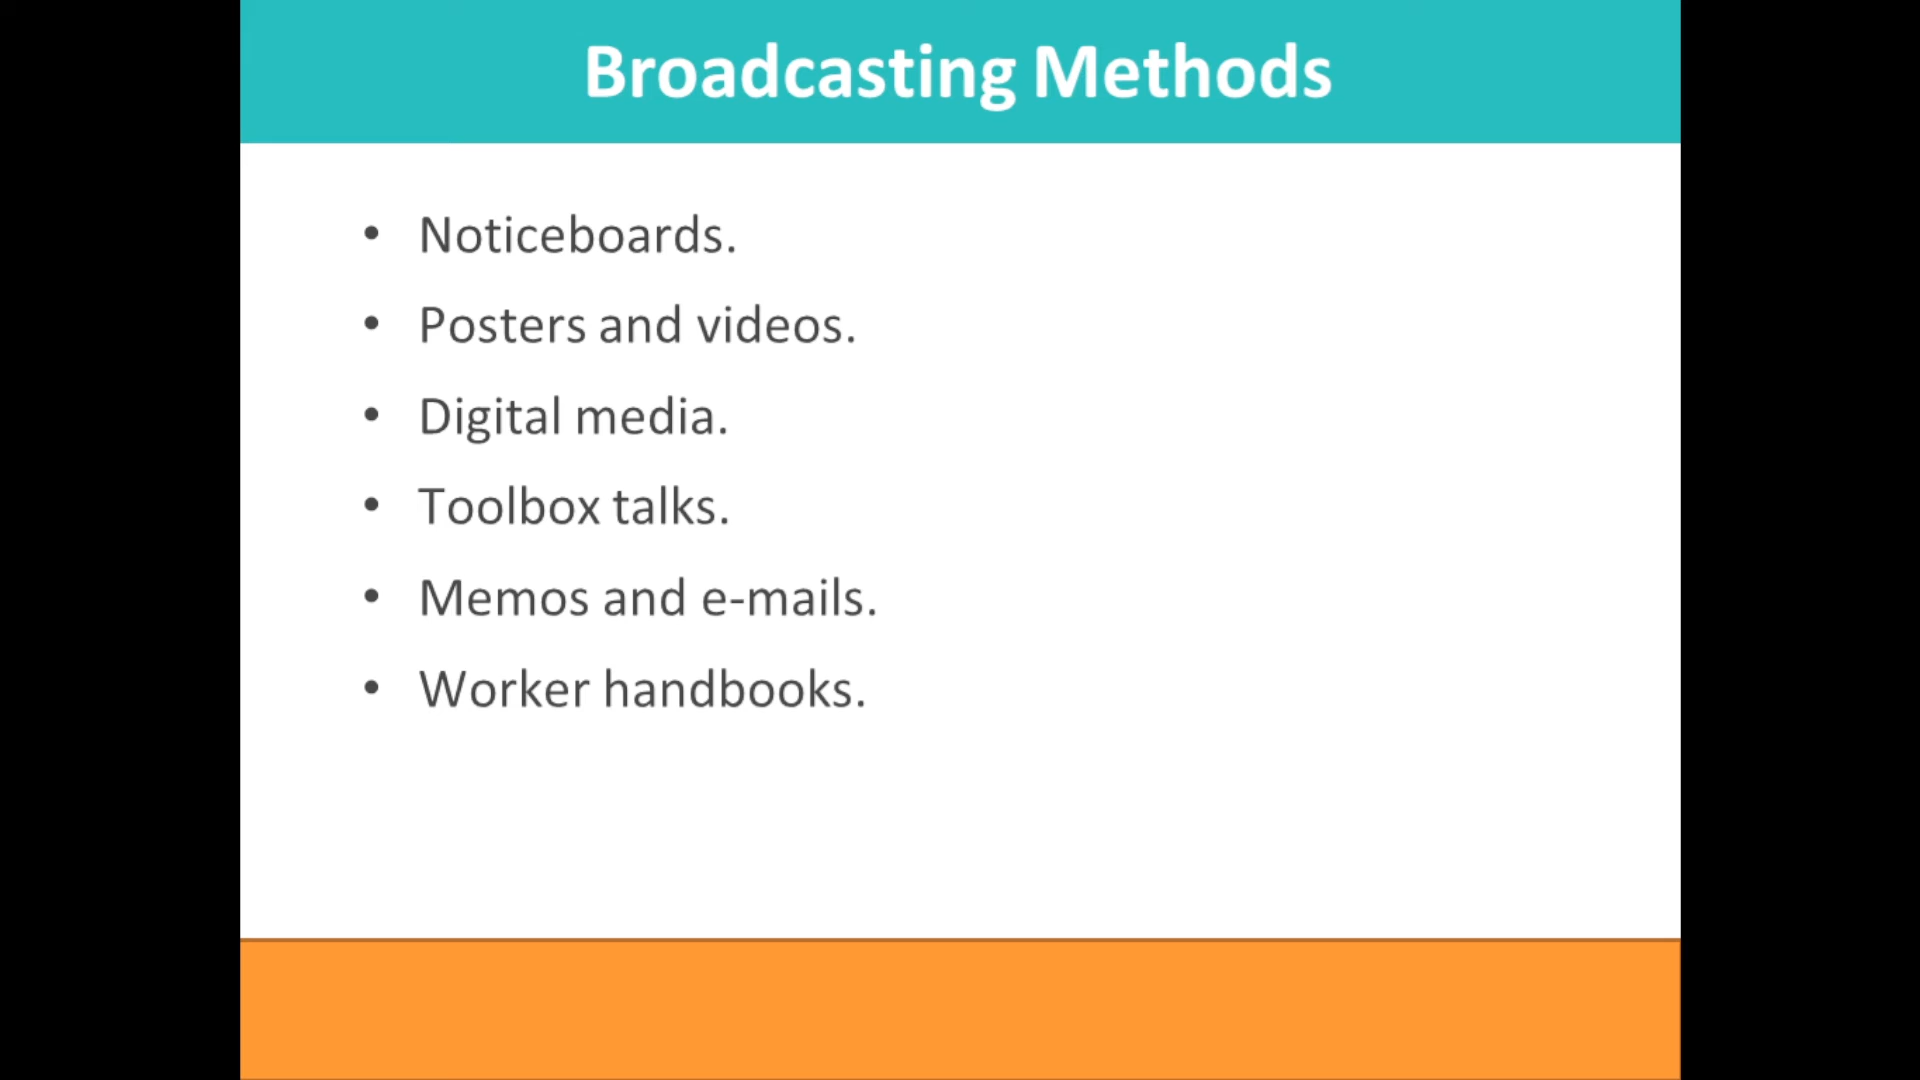 Broadcasting Methods
• Noticeboards.
• Posters and videos.
• Digital media.
• Toolbox talks.
• Memos and e-mails.
• Worker handbooks.